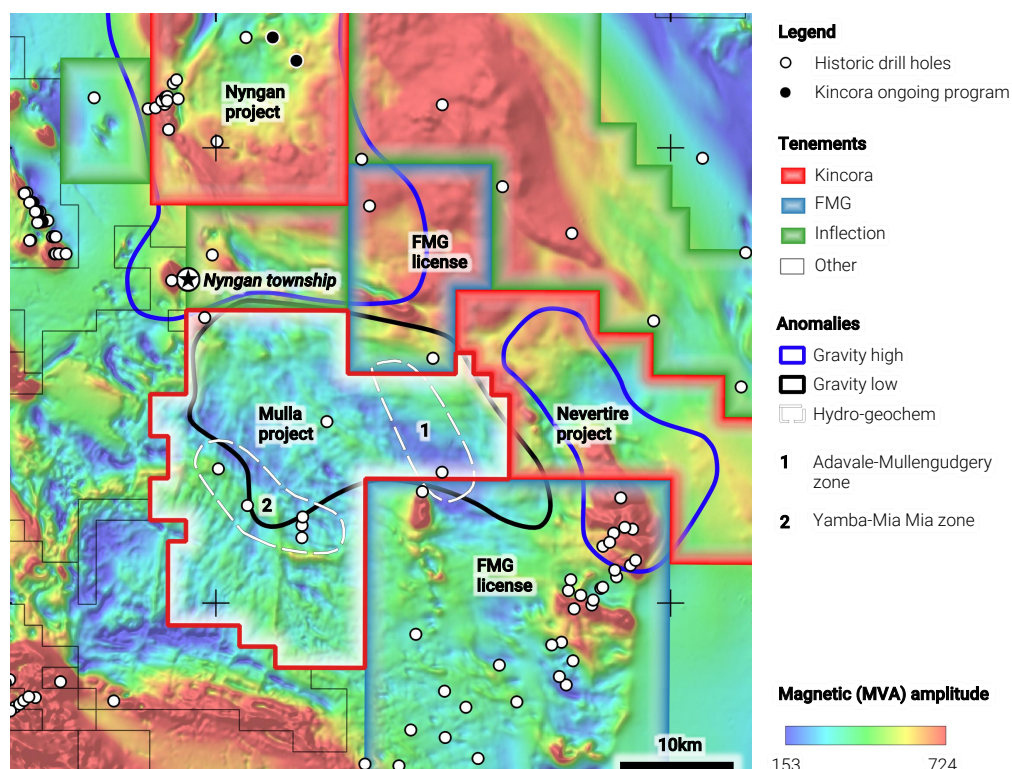 Nyngan
project
FMG
license
Nyngan township
Mulla
project
1
Nevertire
project
2
FMG
license
10km
Legend
Historic drill holes
Kincora ongoing program
Tenements
Kincora
FMG
Inflection
Other
Anomalies
Gravity high
Gravity low
Hydro-geochem
1 Adavale-Mullengudgery
zone
2 Yamba-Mia Mia zone
Magnetic (MVA) amplitude
153 724